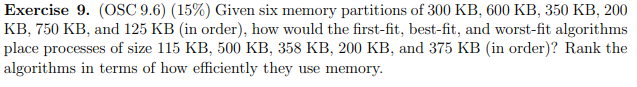 Exercise 9. (OSC 9.6) (15%) Given six memory partitions of 300 KB, 600 KB, 350 KB, 200
KB, 750 KB, and 125 KB (in order), how would the first-fit, best-fit, and worst-fit algorithms
place processes of size 115 KB, 500 KB, 358 KB, 200 KB, and 375 KB (in order)? Rank the
algorithms in terms of how efficiently they use memory.